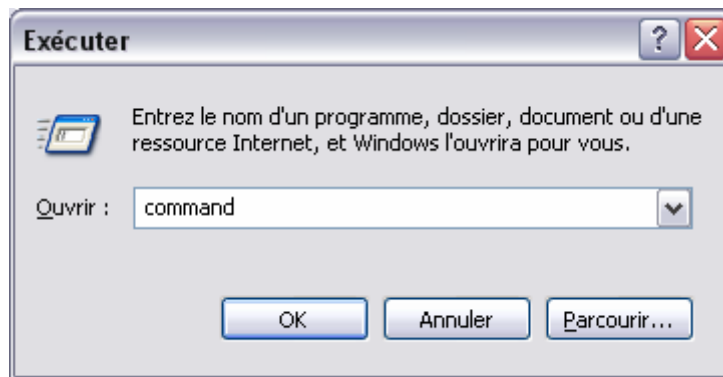 Exécuter
?
Entrez le nom d'un programme, dossier, document ou d'une
ressource Internet, et Windows l'ouvrira pour vous.
Ouvrir : command
OK Annuler Parcourir...